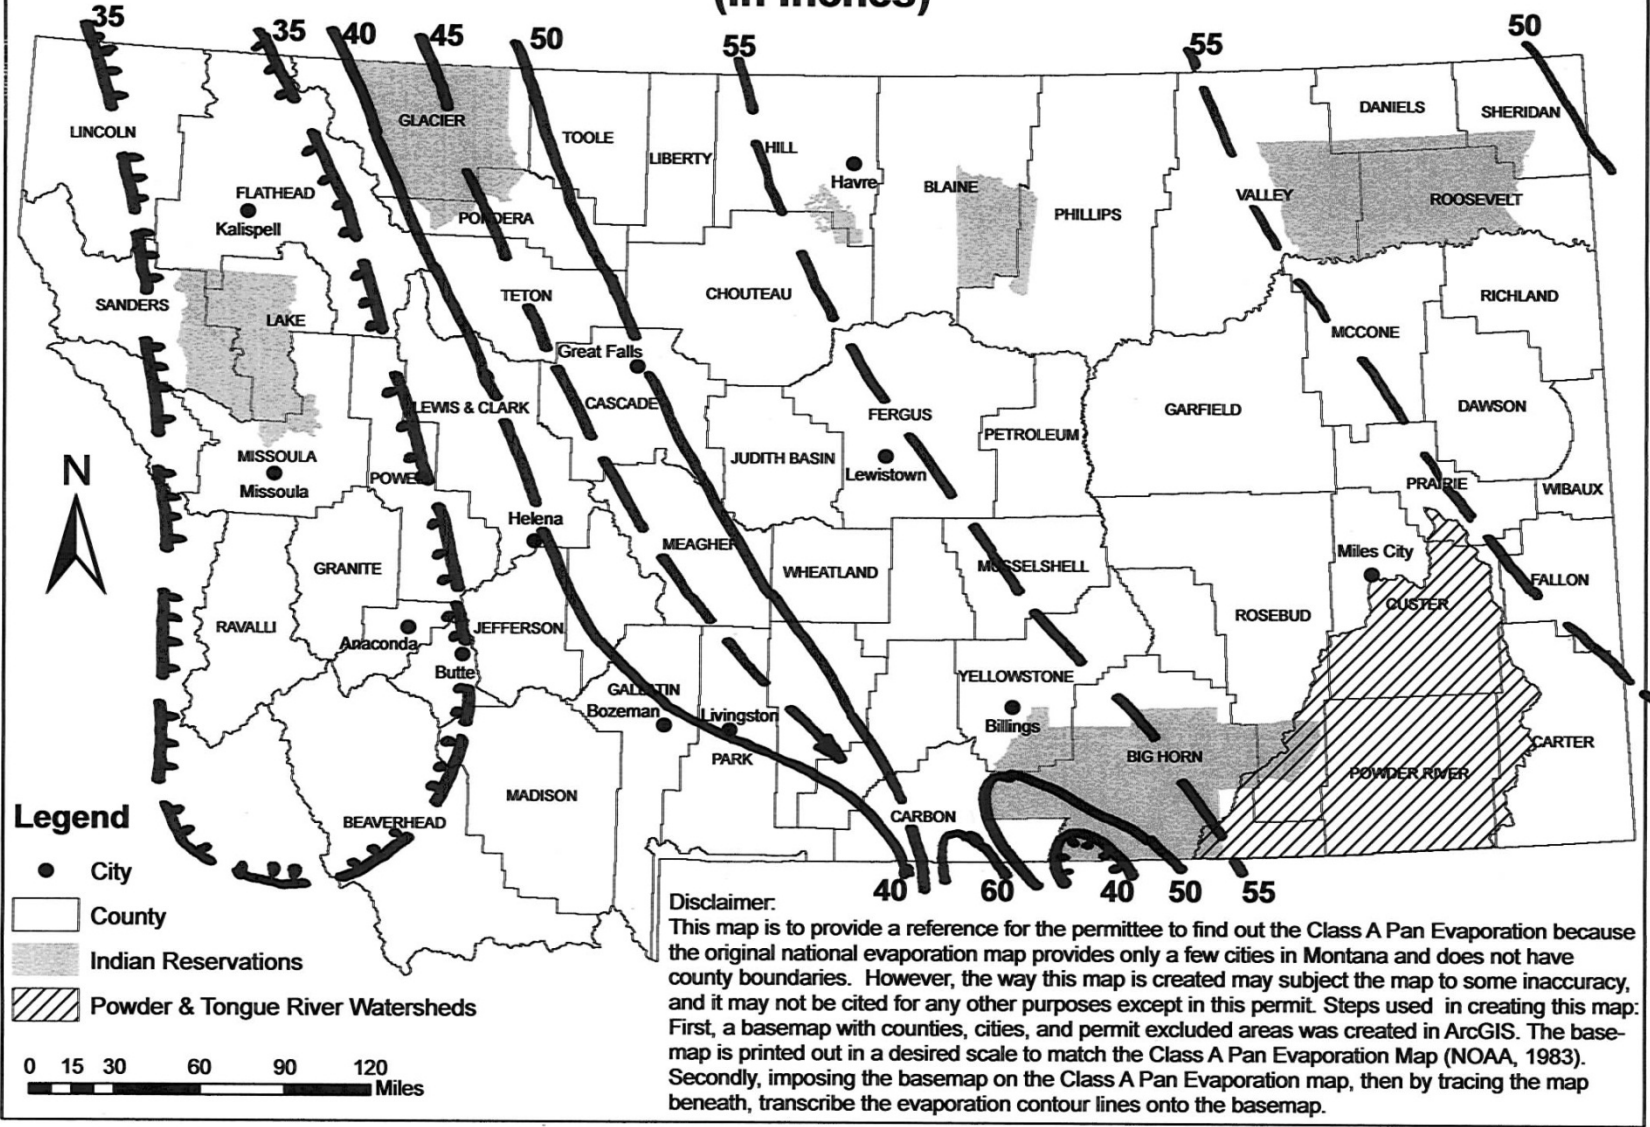 (in inches)
35
35
40
45
50
55
55
50
LINCOLN
FLATHEAD
Kalispell
GLACIER
PONDERA
TOOLE
LIBERTY
HILL
Havre
BLAINE
PHILLIPS
VALLEY
DANIELS
SHERIDAN
ROOSEVELT
SANDERS
LAKE
TETON
CHOUTEAU
RICHLAND
MCCONE
Great Falls
LEWIS & CLARK
CASCADE
FERGUS
Lewistown
PETROLEUM
JUDITH BASIN
GARFIELD
DAWSON
N
MISSOULA
Missoula
POWELL
PRAIRIE
WIBAUX
Helena
MEAGHER
WHEATLAND
MUSSELSHELL
Miles City
FALLON
GRANITE
CUSTER
RAVALLI
JEFFERSON
ROSEBUD
Anaconda
Butte
GALLATIN
Bozeman
Livingston
YELLOWSTONE
Billings
PARK
BIG HORN
CARTER
POWDER RIVER
MADISON
BEAVERHEAD
CARBON
40
60
40
50
55
Legend
City
County
Indian Reservations
Powder & Tongue River Watersheds
0 15 30 60 90 120
Miles
Disclaimer:
This map is to provide a reference for the permittee to find out the Class A Pan Evaporation because
the original national evaporation map provides only a few cities in Montana and does not have
county boundaries. However, the way this map is created may subject the map to some inaccuracy,
and it may not be cited for any other purposes except in this permit. Steps used in creating this map:
First, a basemap with counties, cities, and permit excluded areas was created in ArcGIS. The base-
map is printed out in a desired scale to match the Class A Pan Evaporation Map (NOAA, 1983).
Secondly, imposing the basemap on the Class A Pan Evaporation map, then by tracing the map
beneath, transcribe the evaporation contour lines onto the basemap.